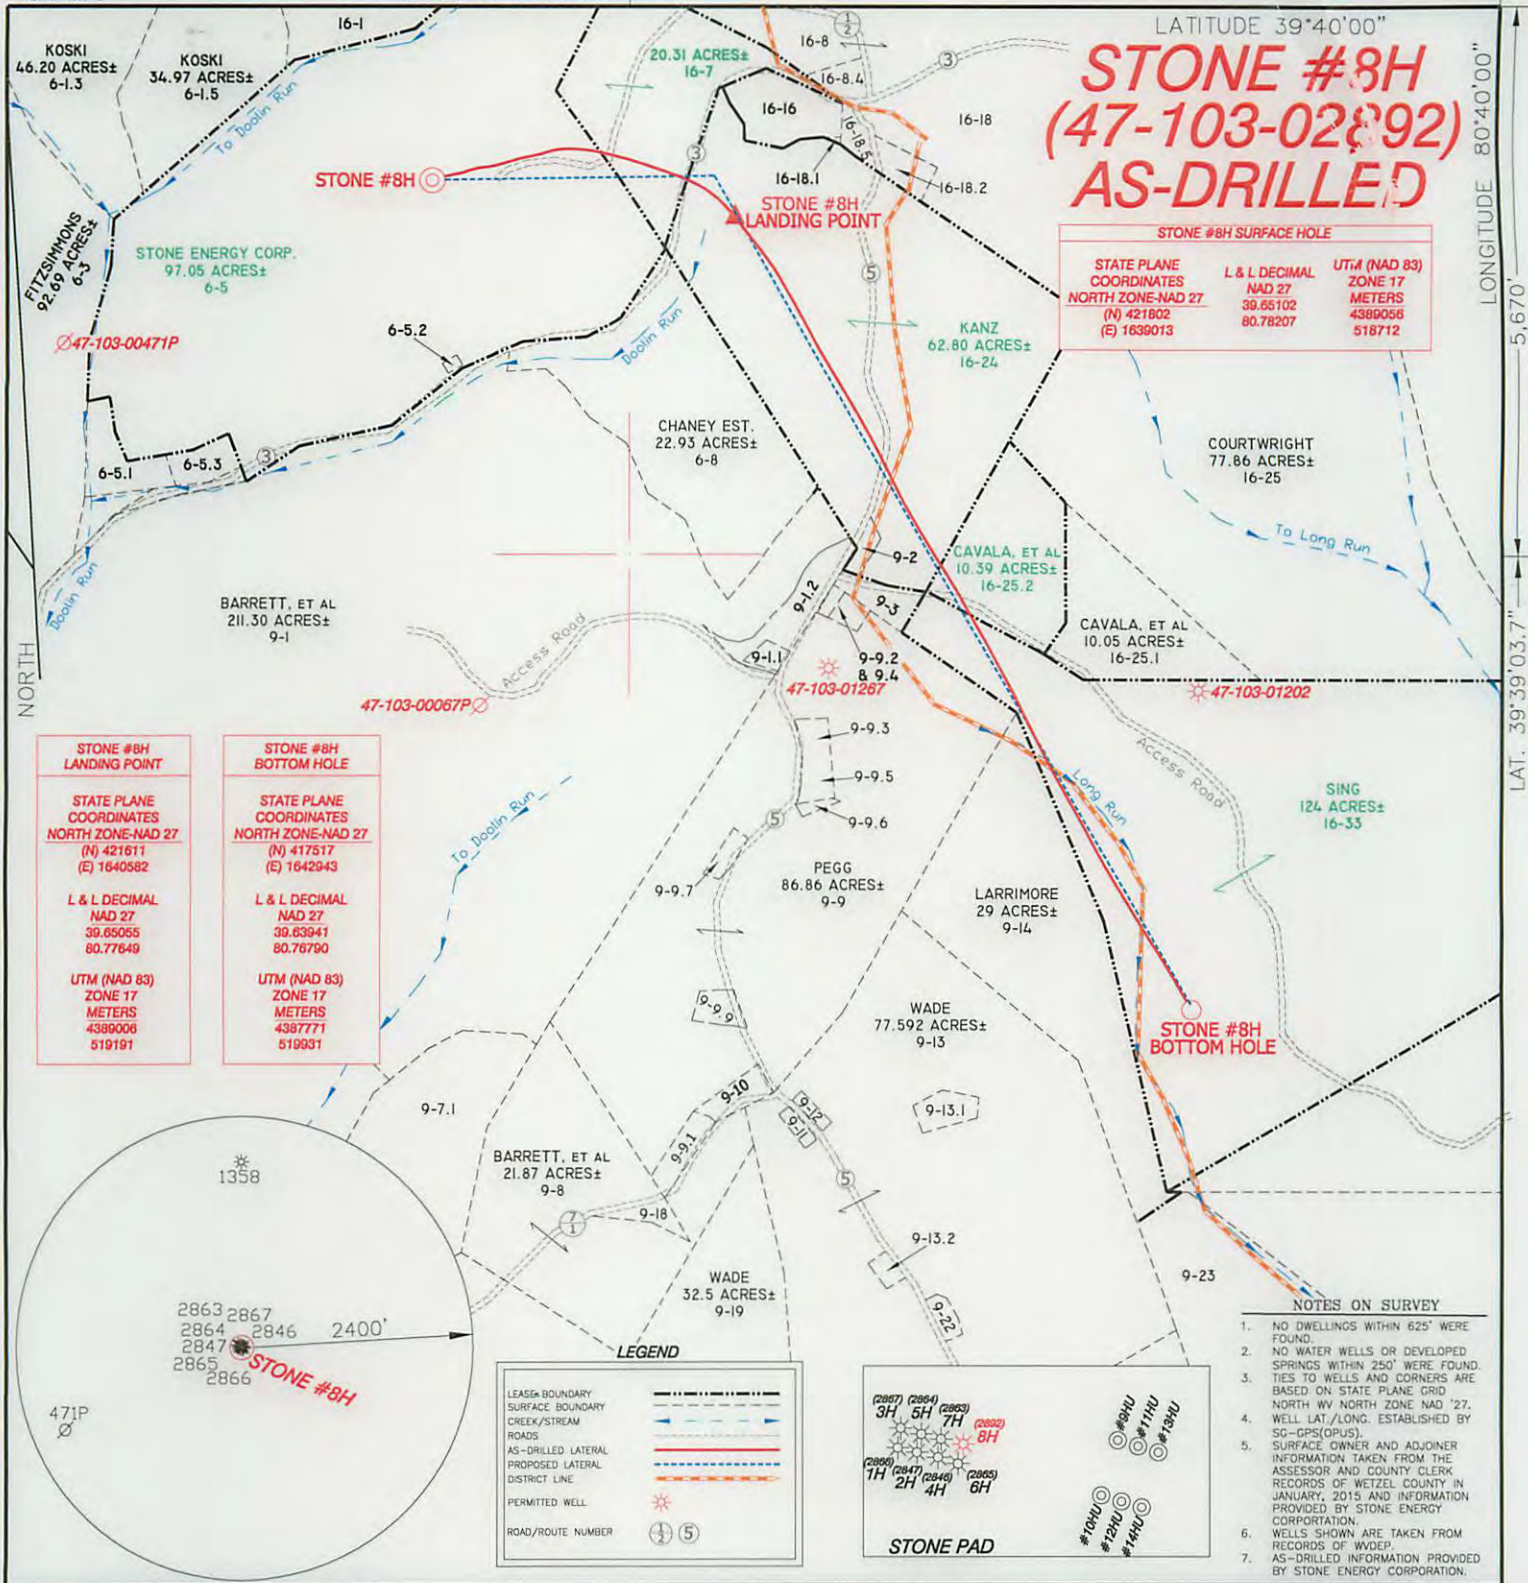 LATITUDE 39°40'00"
STONE #8H
(47-103-02892)
AS-DRILLED
LONGITUDE 80°40'00"
5,670'
LAT. 39°39'03.7"
STONE #8H SURFACE HOLE
STATE PLANE
COORDINATES
NORTH ZONE-NAD 27
(N) 421802
(E) 1639013
L & L DECIMAL
NAD 27
39.65102
80.78207
UTM (NAD 83)
ZONE 17
METERS
4389056
518712
KOSKI
46.20 ACRES±
6-1.3
KOSKI
34.97 ACRES±
6-1.5
16-1
To Doolin Run
20.31 ACRES±
16-7
16-8
1
2
3
16-8.4
16-16
16-18
16-18.5
16-18.1
16-18.2
3
STONE #8H
STONE #8H
LANDING POINT
FITZSIMMONS
92.69 ACRES±
6-3
STONE ENERGY CORP.
97.05 ACRES±
6-5
47-103-00471P
6-5.2
Doolin Run
5
KANZ
62.80 ACRES±
16-24
CHANEY EST.
22.93 ACRES±
6-8
COURTWRIGHT
77.86 ACRES±
16-25
To Long Run
6-5.1
6-5.3
3
9-2
CAVALA, ET AL
10.39 ACRES±
16-25.2
Doolin Run
BARRETT, ET AL
211.30 ACRES±
9-1
9-1.2
9-3
CAVALA, ET AL
10.05 ACRES±
16-25.1
Access Road
9-1.1
9-9.2
& 9.4
NORTH
47-103-01267
47-103-01202
47-103-00067P
9-9.3
Access Road
9-9.5
9-9.6
5
Long Run
SING
124 ACRES±
16-33
STONE #8H
LANDING POINT
STATE PLANE
COORDINATES
NORTH ZONE-NAD 27
(N) 421611
(E) 1640582
L & L DECIMAL
NAD 27
39.65055
80.77649
UTM (NAD 83)
ZONE 17
METERS
4389006
519191
STONE #8H
BOTTOM HOLE
STATE PLANE
COORDINATES
NORTH ZONE-NAD 27
(N) 417517
(E) 1642943
L & L DECIMAL
NAD 27
39.63941
80.76790
UTM (NAD 83)
ZONE 17
METERS
4387771
519931
To Doolin Run
9-9.7
PEGG
86.86 ACRES±
9-9
LARRIMORE
29 ACRES±
9-14
9-9.9
WADE
77.592 ACRES±
9-13
STONE #8H
BOTTOM HOLE
9-7.1
9-10
9-12
9-11
9-13.1
9-9.1
BARRETT, ET AL
21.87 ACRES±
9-8
5
7
1
9-18
9-13.2
WADE
32.5 ACRES±
9-19
9-22
9-23
1358
2863 2867
2864 2846
2847
2865
2866
2400'
STONE #8H
471P
LEGEND
LEASE BOUNDARY
SURFACE BOUNDARY
CREEK/STREAM
ROADS
AS-DRILLED LATERAL
PROPOSED LATERAL
DISTRICT LINE
PERMITTED WELL
ROAD/ROUTE NUMBER
1
2
5
(2867) (2864) (2863) (2892)
3H 5H 7H 8H
(2866) (2847) (2846) (2865)
1H 2H 4H 6H
#9HU
#11HU
#13HU
#10HU
#12HU
#14HU
STONE PAD
NOTES ON SURVEY
1. NO DWELLINGS WITHIN 625' WERE
FOUND.
2. NO WATER WELLS OR DEVELOPED
SPRINGS WITHIN 250' WERE FOUND.
3. TIES TO WELLS AND CORNERS ARE
BASED ON STATE PLANE GRID
NORTH WV NORTH ZONE NAD '27.
4. WELL LAT./LONG. ESTABLISHED BY
SG-GPS(OPUS).
5. SURFACE OWNER AND ADJOINER
INFORMATION TAKEN FROM THE
ASSESSOR AND COUNTY CLERK
RECORDS OF WETZEL COUNTY IN
JANUARY, 2015 AND INFORMATION
PROVIDED BY STONE ENERGY
CORPORTATION.
6. WELLS SHOWN ARE TAKEN FROM
RECORDS OF WVDEP.
7. AS-DRILLED INFORMATION PROVIDED
BY STONE ENERGY CORPORATION.